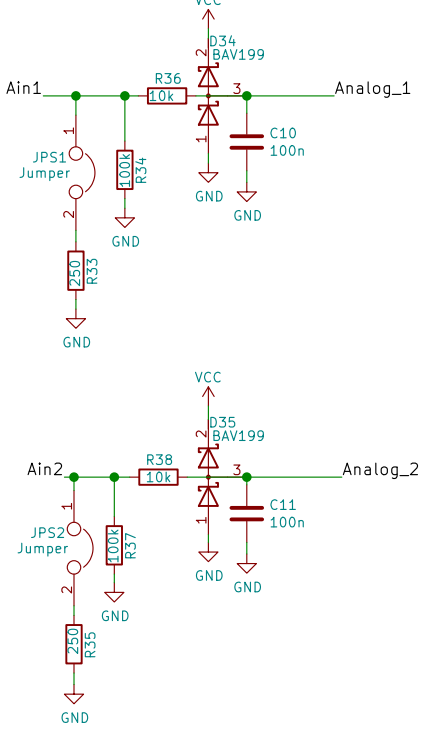 VCC
2
D34
BAV199
R36
10k
Ain1
3
Analog_1
1
JPS1
Jumper
100k
R34
1
C10
100n
GND
GND
GND
2
250
R33
GND
VCC
2
D35
BAV199
R38
10k
Ain2
3
Analog_2
1
JPS2
Jumper
100k
R37
1
C11
100n
GND
GND
GND
2
250
R35
GND